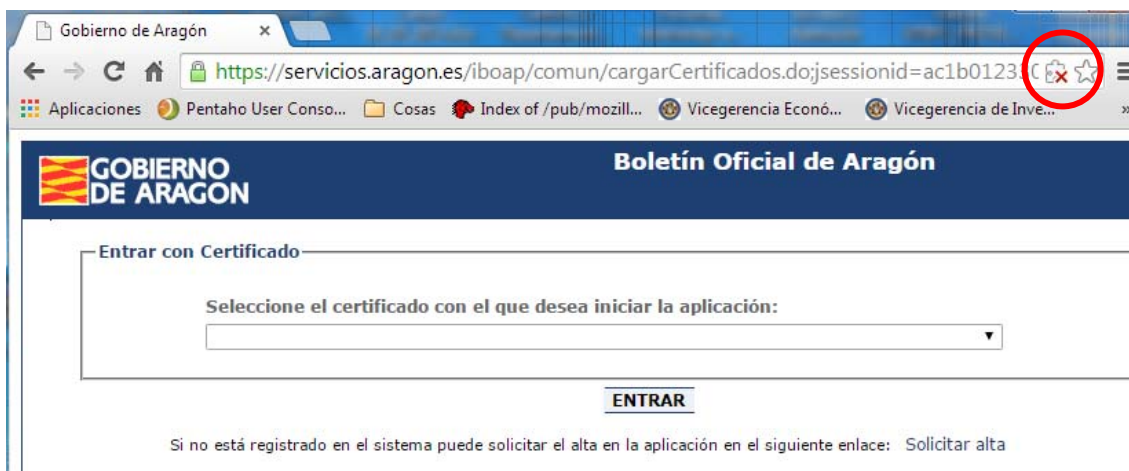 Gobierno de Aragón ×
https://servicios.aragon.es/iboap/comun/cargarCertificados.do;jsessionid=ac1b0123
Aplicaciones Pentaho User Conso... Cosas Index of /pub/mozill... Vicegerencia Econó... Vicegerencia de Inve... »
GOBIERNO
DE ARAGON
Boletín Oficial de Aragón
Entrar con Certificado
Seleccione el certificado con el que desea iniciar la aplicación:
ENTRAR
Si no está registrado en el sistema puede solicitar el alta en la aplicación en el siguiente enlace: Solicitar alta